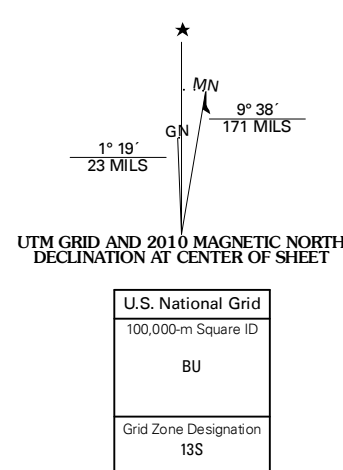 MN
GN
9° 38´
171 MILS
1° 19´
23 MILS
UTM GRID AND 2010 MAGNETIC NORTH
DECLINATION AT CENTER OF SHEET
U.S. National Grid
100,000-m Square ID
BU
Grid Zone Designation
13S